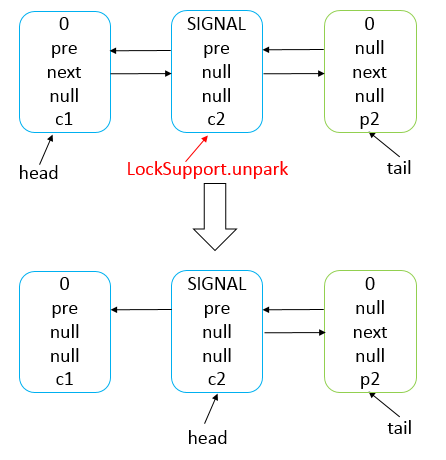 0
pre
next
null
c1
SIGNAL
pre
null
null
c2
0
null
next
null
p2
head
LockSupport.unpark
tail
0
pre
null
null
c1
SIGNAL
pre
null
null
c2
0
null
next
null
p2
head
tail